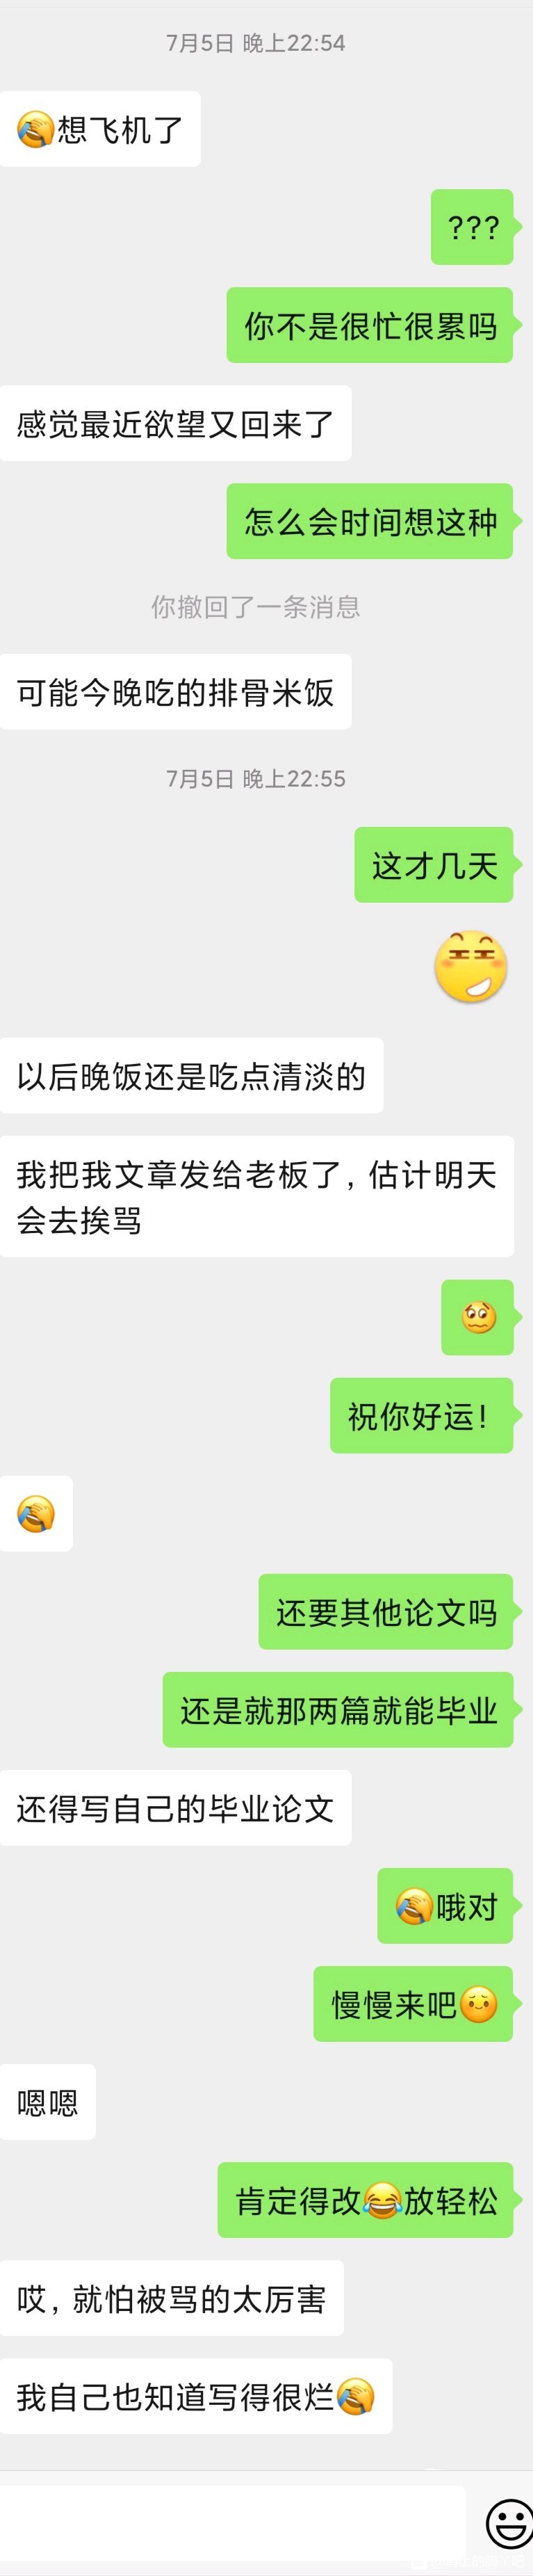 7月5日 晚上22:54
🤦想飞机了
???
你不是很忙很累吗
感觉最近欲望又回来了
怎么会时间想这种
你撤回了一条消息
可能今晚吃的排骨米饭
7月5日 晚上22:55
这才几天
以后晚饭还是吃点清淡的
我把我文章发给老板了，估计明天
会去挨骂
祝你好运！
还要其他论文吗
还是就那两篇就能毕业
还得写自己的毕业论文
🤦哦对
慢慢来吧
嗯嗯
肯定得改😂放轻松
哎，就怕被骂的太厉害
我自己也知道写得很烂🤦